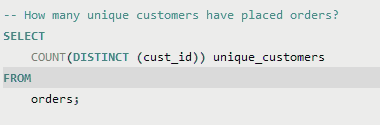 -- How many unique customers have placed orders?
SELECT
    COUNT(DISTINCT (cust_id)) unique_customers
FROM
    orders;